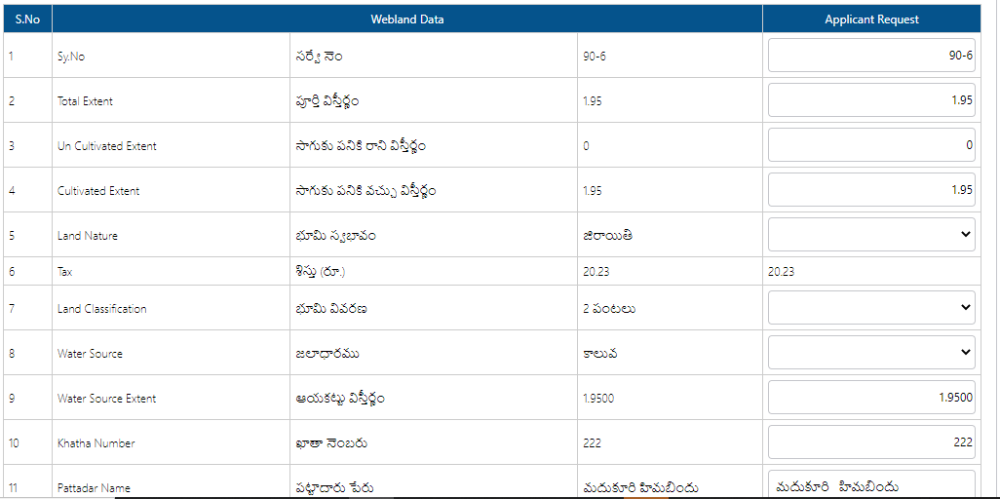 S.No Webland Data Applicant Request
1 Sy.No సర్వే నెం 90-6 90-6
2 Total Extent పూర్తి విస్తీర్ణం 1.95 1.95
3 Un Cultivated Extent సాగుకు పనికి రాని విస్తీర్ణం 0 0
4 Cultivated Extent సాగుకు పనికి వచ్చు విస్తీర్ణం 1.95 1.95
5 Land Nature భూమి స్వభావం జిరాయితి
6 Tax శిస్తు (రూ.) 20.23 20.23
7 Land Classification భూమి వివరణ 2 పంటలు
8 Water Source జలాధారము కాలువ
9 Water Source Extent ఆయకట్టు విస్తీర్ణం 1.9500 1.9500
10 Khatha Number ఖాతా నెంబరు 222 222
11 Pattadar Name పట్టాదారు పేరు మదుకూరి హిమబిందు మదుకూరి హిమబిందు